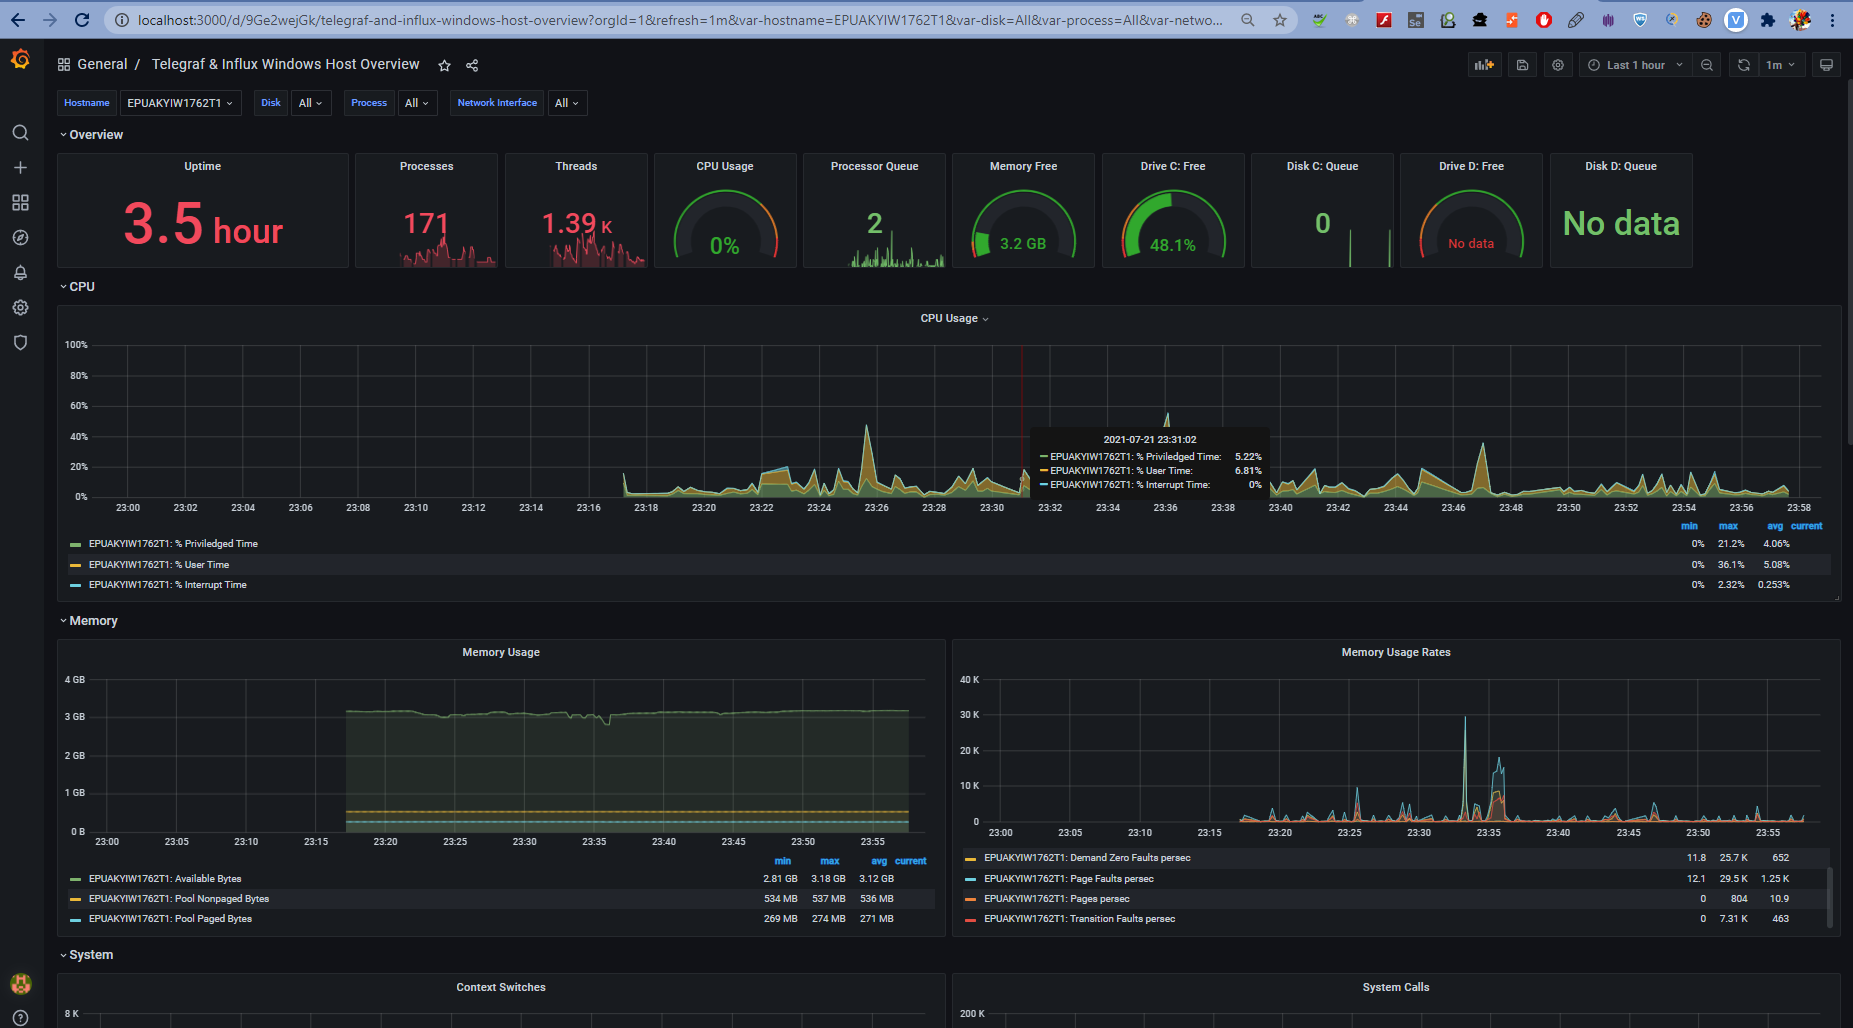 localhost:3000/d/9Ge2wejGk/telegraf-and-influx-windows-host-overview?orgId=1&refresh=1m&var-hostname=EPUAKYIW1762T1&var-disk=All&var-process=All&var-netwo...
General / Telegraf & Influx Windows Host Overview
Last 1 hour
1m
Hostname EPUAKYIW1762T1 Disk All Process All Network Interface All
Overview
Uptime Processes Threads CPU Usage Processor Queue Memory Free Drive C: Free Disk C: Queue Drive D: Free Disk D: Queue
3.5 hour 171 1.39 K 0% 2 3.2 GB 48.1% 0 No data No data
CPU
CPU Usage
100%
80%
60%
40%
20%
0%
2021-07-21 23:31:02
EPUAKYIW1762T1: % Priviledged Time: 5.22%
EPUAKYIW1762T1: % User Time: 6.81%
EPUAKYIW1762T1: % Interrupt Time: 0%
23:00 23:02 23:04 23:06 23:08 23:10 23:12 23:14 23:16 23:18 23:20 23:22 23:24 23:26 23:28 23:30 23:32 23:34 23:36 23:38 23:40 23:42 23:44 23:46 23:48 23:50 23:52 23:54 23:56 23:58
min max avg current
EPUAKYIW1762T1: % Priviledged Time 0% 21.2% 4.06%
EPUAKYIW1762T1: % User Time 0% 36.1% 5.08%
EPUAKYIW1762T1: % Interrupt Time 0% 2.32% 0.253%
Memory
Memory Usage
4 GB
3 GB
2 GB
1 GB
0 B
23:00 23:05 23:10 23:15 23:20 23:25 23:30 23:35 23:40 23:45 23:50 23:55
min max avg current
EPUAKYIW1762T1: Available Bytes 2.81 GB 3.18 GB 3.12 GB
EPUAKYIW1762T1: Pool Nonpaged Bytes 534 MB 537 MB 536 MB
EPUAKYIW1762T1: Pool Paged Bytes 269 MB 274 MB 271 MB
Memory Usage Rates
40 K
30 K
20 K
10 K
0
23:00 23:05 23:10 23:15 23:20 23:25 23:30 23:35 23:40 23:45 23:50 23:55
EPUAKYIW1762T1: Demand Zero Faults persec 11.8 25.7 K 652
EPUAKYIW1762T1: Page Faults persec 12.1 29.5 K 1.25 K
EPUAKYIW1762T1: Pages persec 0 804 10.9
EPUAKYIW1762T1: Transition Faults persec 0 7.31 K 463
System
Context Switches
8 K
System Calls
200 K